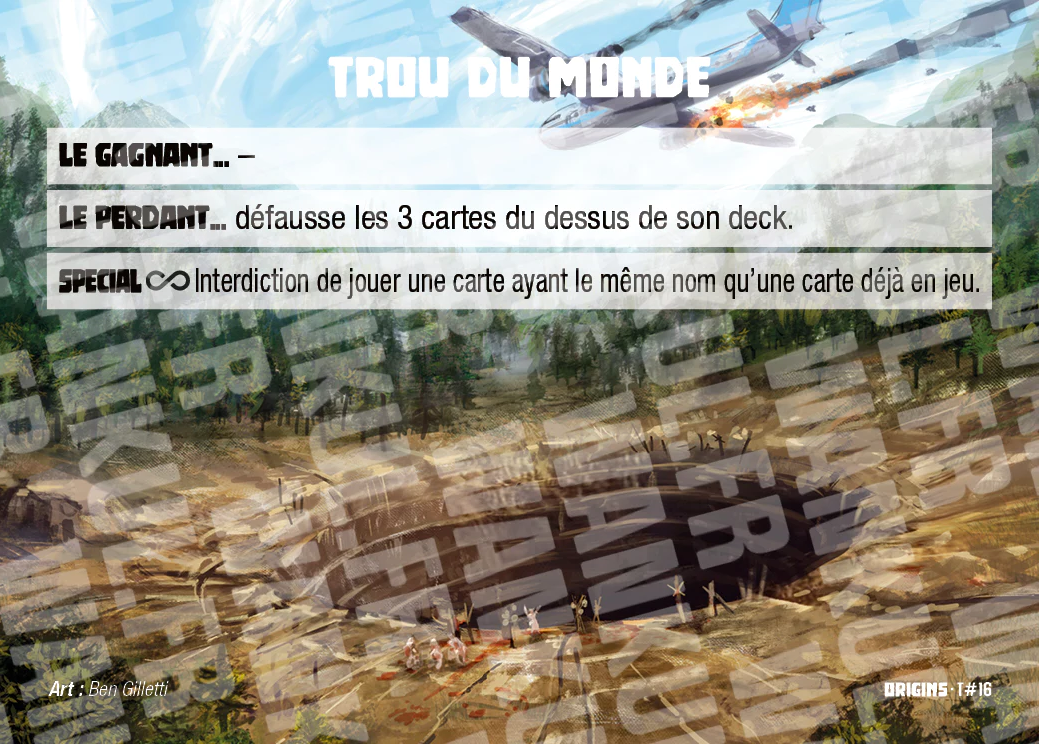 TROU DU MONDE
LE GAGNANT... –
LE PERDANT... défausse les 3 cartes du dessus de son deck.
SPECIAL ∞ Interdiction de jouer une carte ayant le même nom qu'une carte déjà en jeu.
Art : Ben Gilletti
ORIGINS · T#16